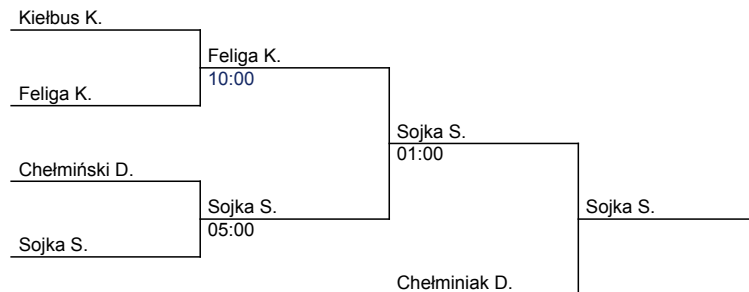 Kiełbus K.
Feliga K.
10:00
Feliga K.
Sojka S.
01:00
Chełmiński D.
Sojka S.
Sojka S.
05:00
Sojka S.
Chełminiak D.